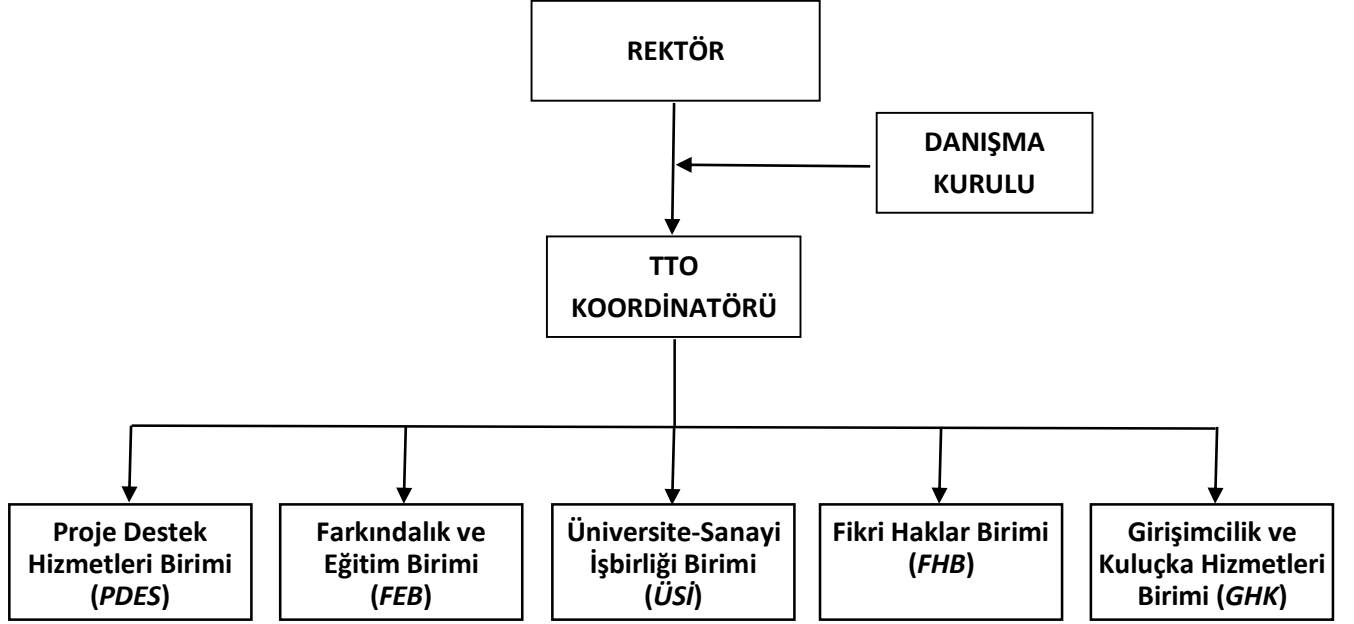 REKTÖR
DANIŞMA
KURULU
TTO
KOORDİNATÖRÜ
Proje Destek
Hizmetleri Birimi
(PDES)
Farkındalık ve
Eğitim Birimi
(FEB)
Üniversite-Sanayi
İşbirliği Birimi
(ÜSİ)
Fikri Haklar Birimi
(FHB)
Girişimcilik ve
Kuluçka Hizmetleri
Birimi (GHK)